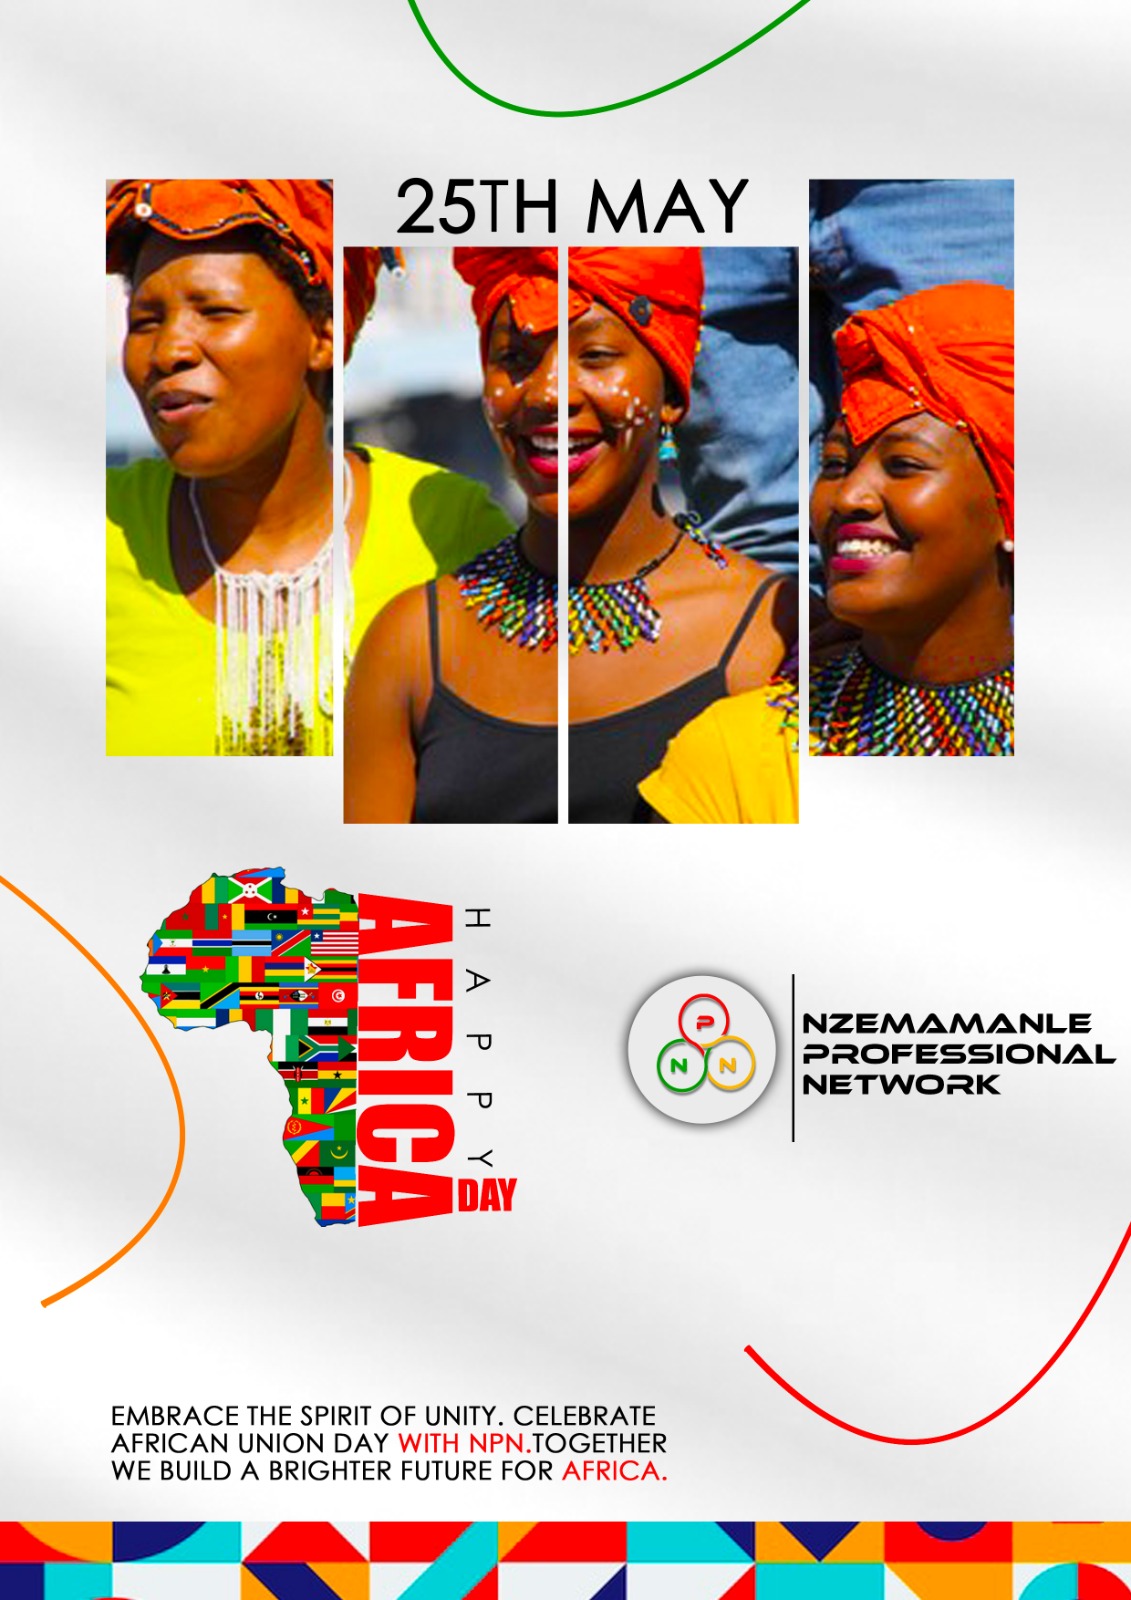 25TH MAY
AFRICA
HAPPY
DAY
P
N N
NZEMAMANLE
PROFESSIONAL
NETWORK
EMBRACE THE SPIRIT OF UNITY. CELEBRATE
AFRICAN UNION DAY WITH NPN.TOGETHER
WE BUILD A BRIGHTER FUTURE FOR AFRICA.